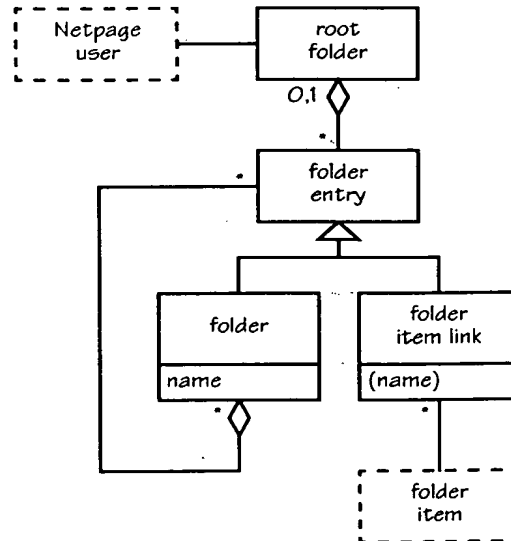 Netpage
user
root
folder
0,1
*
*
folder
entry
folder
name
*
folder
item link
(name)
*
folder
item